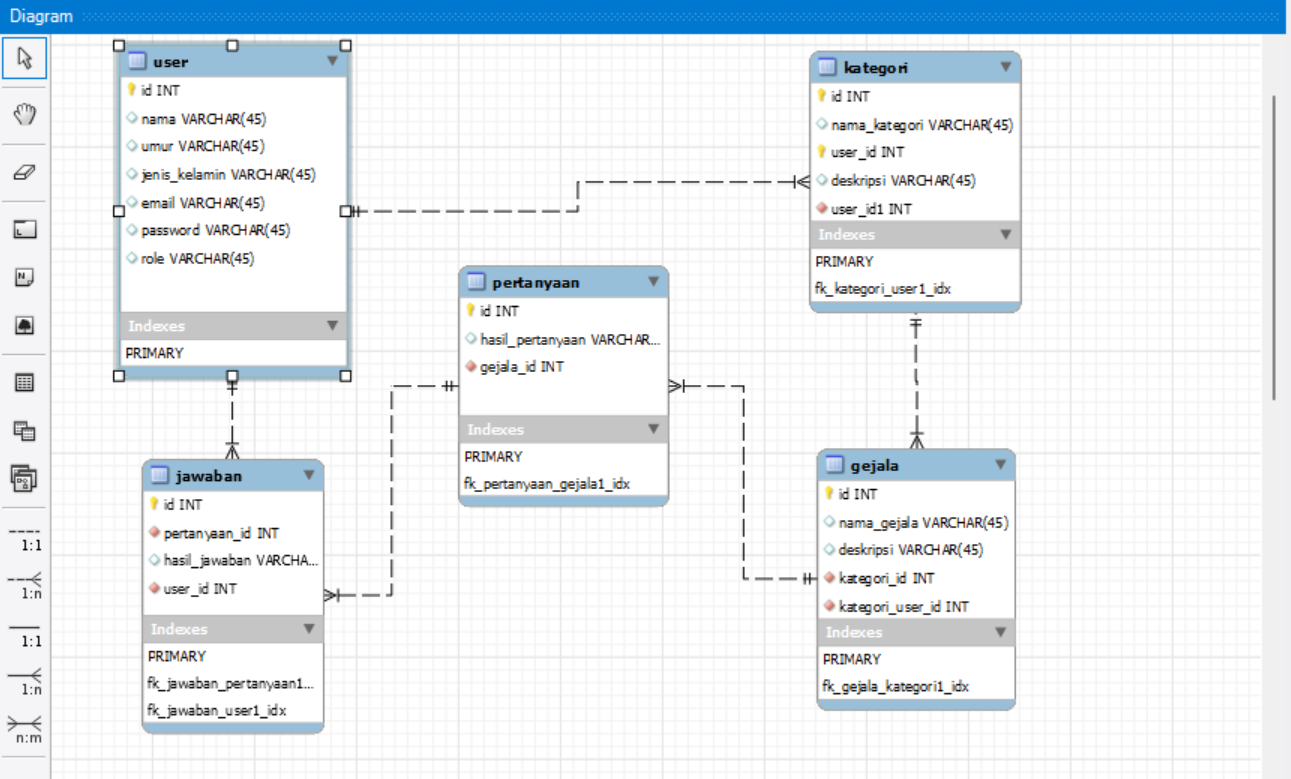 Diagram
user
id INT
nama VARCHAR(45)
umur VARCHAR(45)
jenis_kelamin VARCHAR(45)
email VARCHAR(45)
password VARCHAR(45)
role VARCHAR(45)
Indexes
PRIMARY
kategori
id INT
nama_kategori VARCHAR(45)
user_id INT
deskripsi VARCHAR(45)
user_id1 INT
Indexes
PRIMARY
fk_kategori_user1_idx
pertanyaan
id INT
hasil_pertanyaan VARCHAR...
gejala_id INT
Indexes
PRIMARY
fk_pertanyaan_gejala1_idx
jawaban
id INT
pertanyaan_id INT
hasil_jawaban VARCHA...
user_id INT
Indexes
PRIMARY
fk_jawaban_pertanyaan1...
fk_jawaban_user1_idx
gejala
id INT
nama_gejala VARCHAR(45)
deskripsi VARCHAR(45)
kategori_id INT
kategori_user_id INT
Indexes
PRIMARY
fk_gejala_kategori1_idx
1:1
1:n
1:1
1:n
n:m